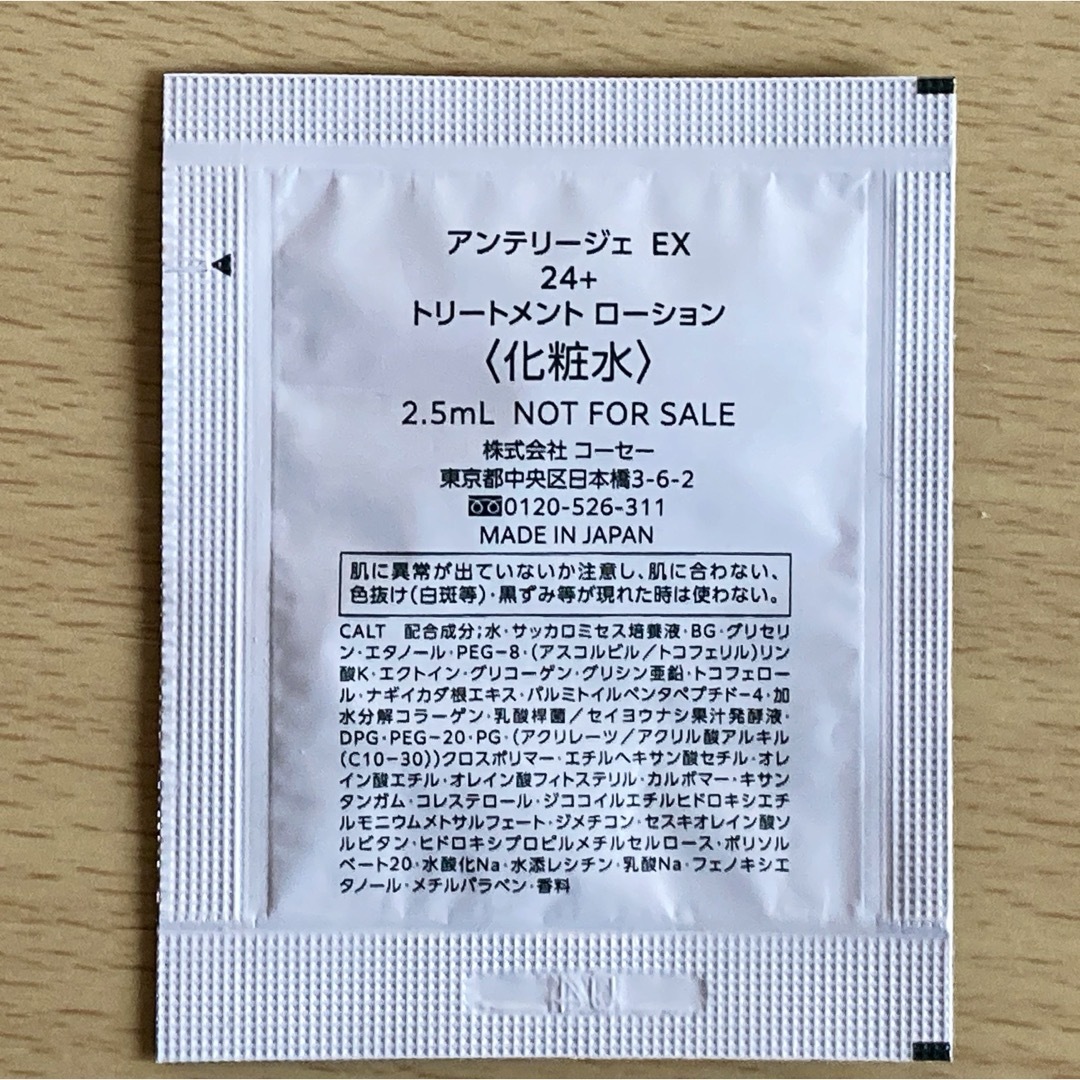 アンテリージェ EX
24+
トリートメント ローション
〈化粧水〉
2.5mL NOT FOR SALE
株式会社 コーセー
東京都中央区日本橋3-6-2
0120-526-311
MADE IN JAPAN
肌に異常が出ていないか注意し、肌に合わない、
色抜け(白斑等)・黒ずみ等が現れた時は使わない。
CALT 配合成分;水・サッカロミセス培養液・BG・グリセリ
ン・エタノール・PEG-8・(アスコルビル/トコフェリル)リン
酸K・エクトイン・グリコーゲン・グリシン亜鉛・トコフェロー
ル・ナギイカダ根エキス・パルミトイルペンタペプチド-4・加
水分解コラーゲン・乳酸桿菌/セイヨウナシ果汁発酵液・
DPG・PEG-20・PG・(アクリレーツ/アクリル酸アルキル
(C10-30))クロスポリマー・エチルヘキサン酸セチル・オレ
イン酸エチル・オレイン酸フィトステリル・カルボマー・キサン
タンガム・コレステロール・ジココイルエチルヒドロキシエチ
ルモニウムメトサルフェート・ジメチコン・セスキオレイン酸ソ
ルビタン・ヒドロキシプロピルメチルセルロース・ポリソル
ベート20・水酸化Na・水添レシチン・乳酸Na・フェノキシエ
タノール・メチルパラベン・香料